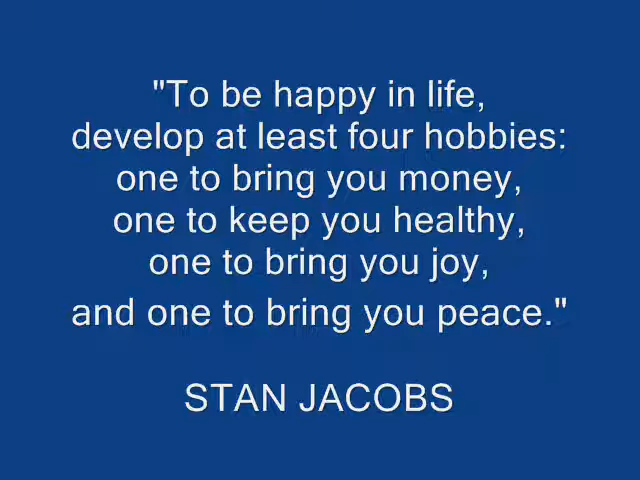 "To be happy in life,
develop at least four hobbies:
one to bring you money,
one to keep you healthy,
one to bring you joy,
and one to bring you peace."
STAN JACOBS